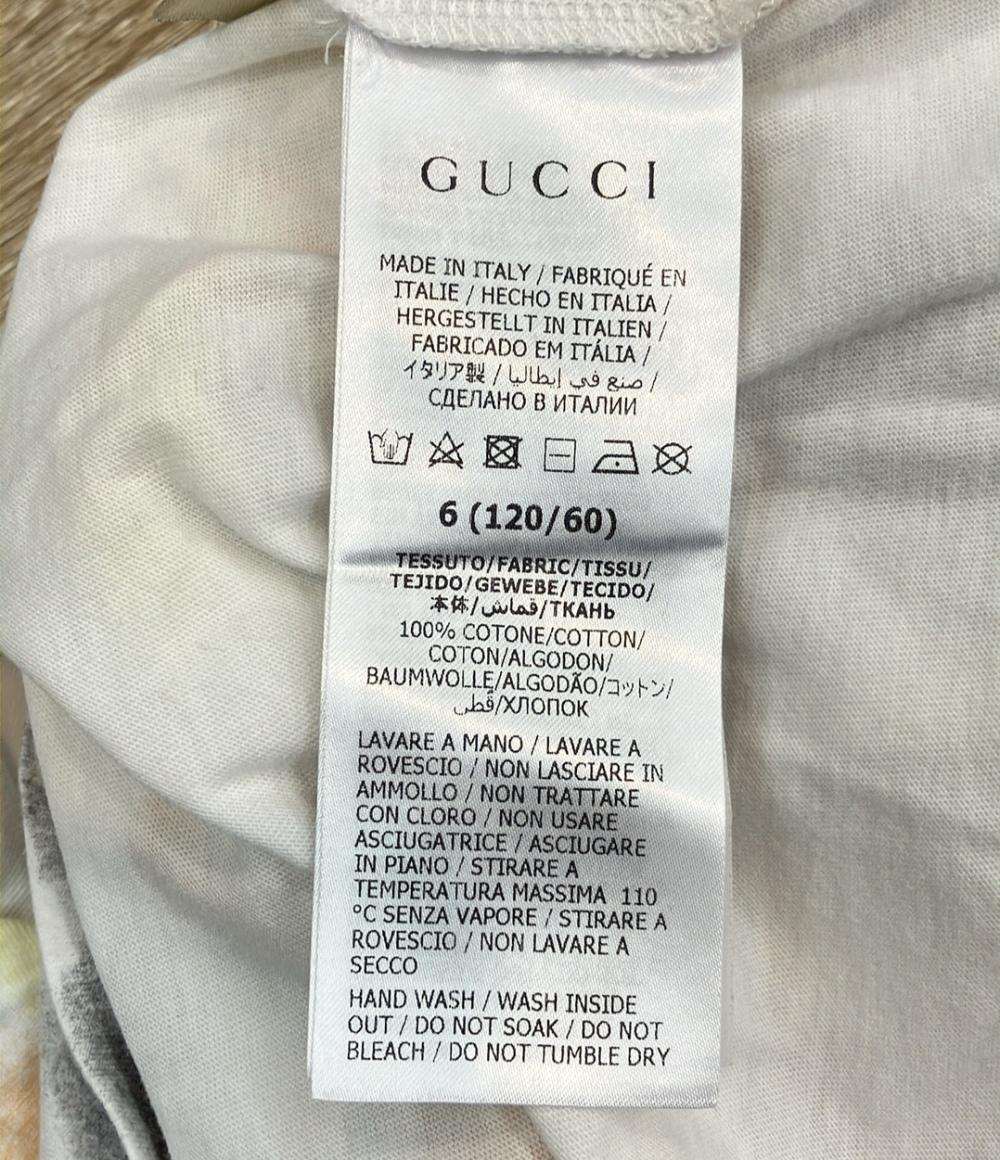 GUCCI
MADE IN ITALY / FABRIQUÉ EN
ITALIE / HECHO EN ITALIA /
HERGESTELLT IN ITALIEN /
FABRICADO EM ITÁLIA /
イタリア製 / صنع في إيطاليا /
СДЕЛАНО В ИТАЛИИ
6 (120/60)
TESSUTO/FABRIC/TISSU/
TEJIDO/GEWEBE/TECIDO/
本体/قماش/ТКАНЬ
100% COTONE/COTTON/
COTON/ALGODON/
BAUMWOLLE/ALGODÃO/コットン/
قطن/ХЛОПОК
LAVARE A MANO / LAVARE A
ROVESCIO / NON LASCIARE IN
AMMOLLO / NON TRATTARE
CON CLORO / NON USARE
ASCIUGATRICE / ASCIUGARE
IN PIANO / STIRARE A
TEMPERATURA MASSIMA 110
°C SENZA VAPORE / STIRARE A
ROVESCIO / NON LAVARE A
SECCO
HAND WASH / WASH INSIDE
OUT / DO NOT SOAK / DO NOT
BLEACH / DO NOT TUMBLE DRY